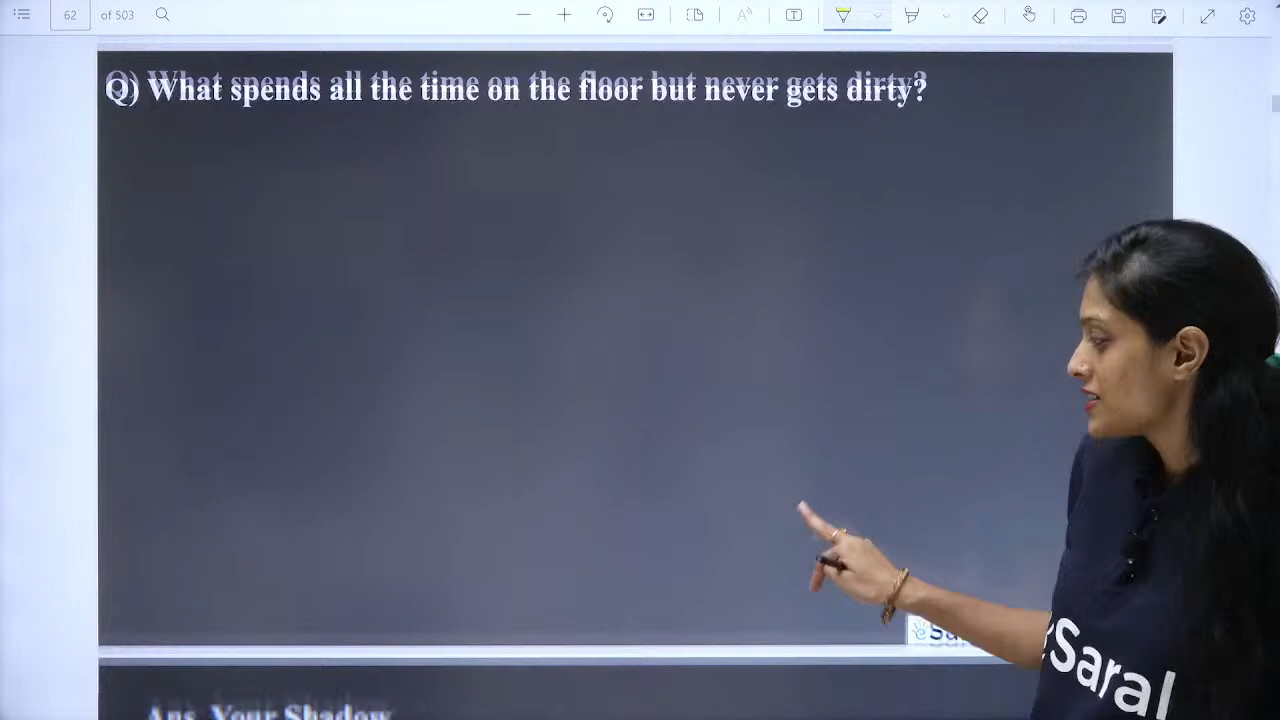 62 of 503
Q) What spends all the time on the floor but never gets dirty?
eSaral
Ans. Your Shadow